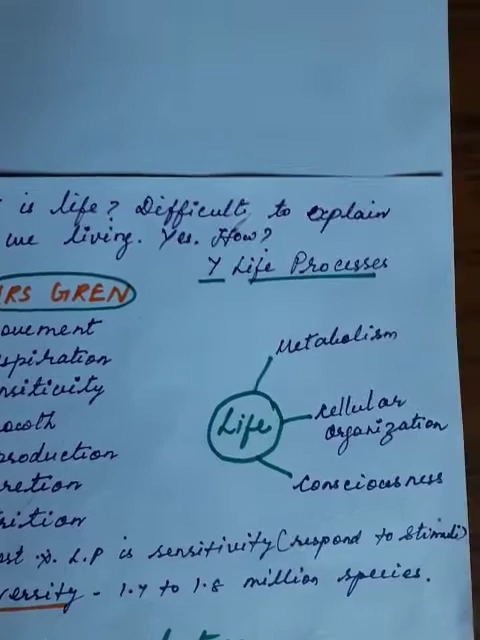 is life? Difficult to explain
we living. Yes. How?
7 Life Processes
RS GREN
ovement
spiration
nsitivity
rowth
production
retion
rition
Metabolism
Life
Cellular
organization
Consciousness
L.P is sensitivity (respond to stimuli)
versity - 1.7 to 1.8 million species.